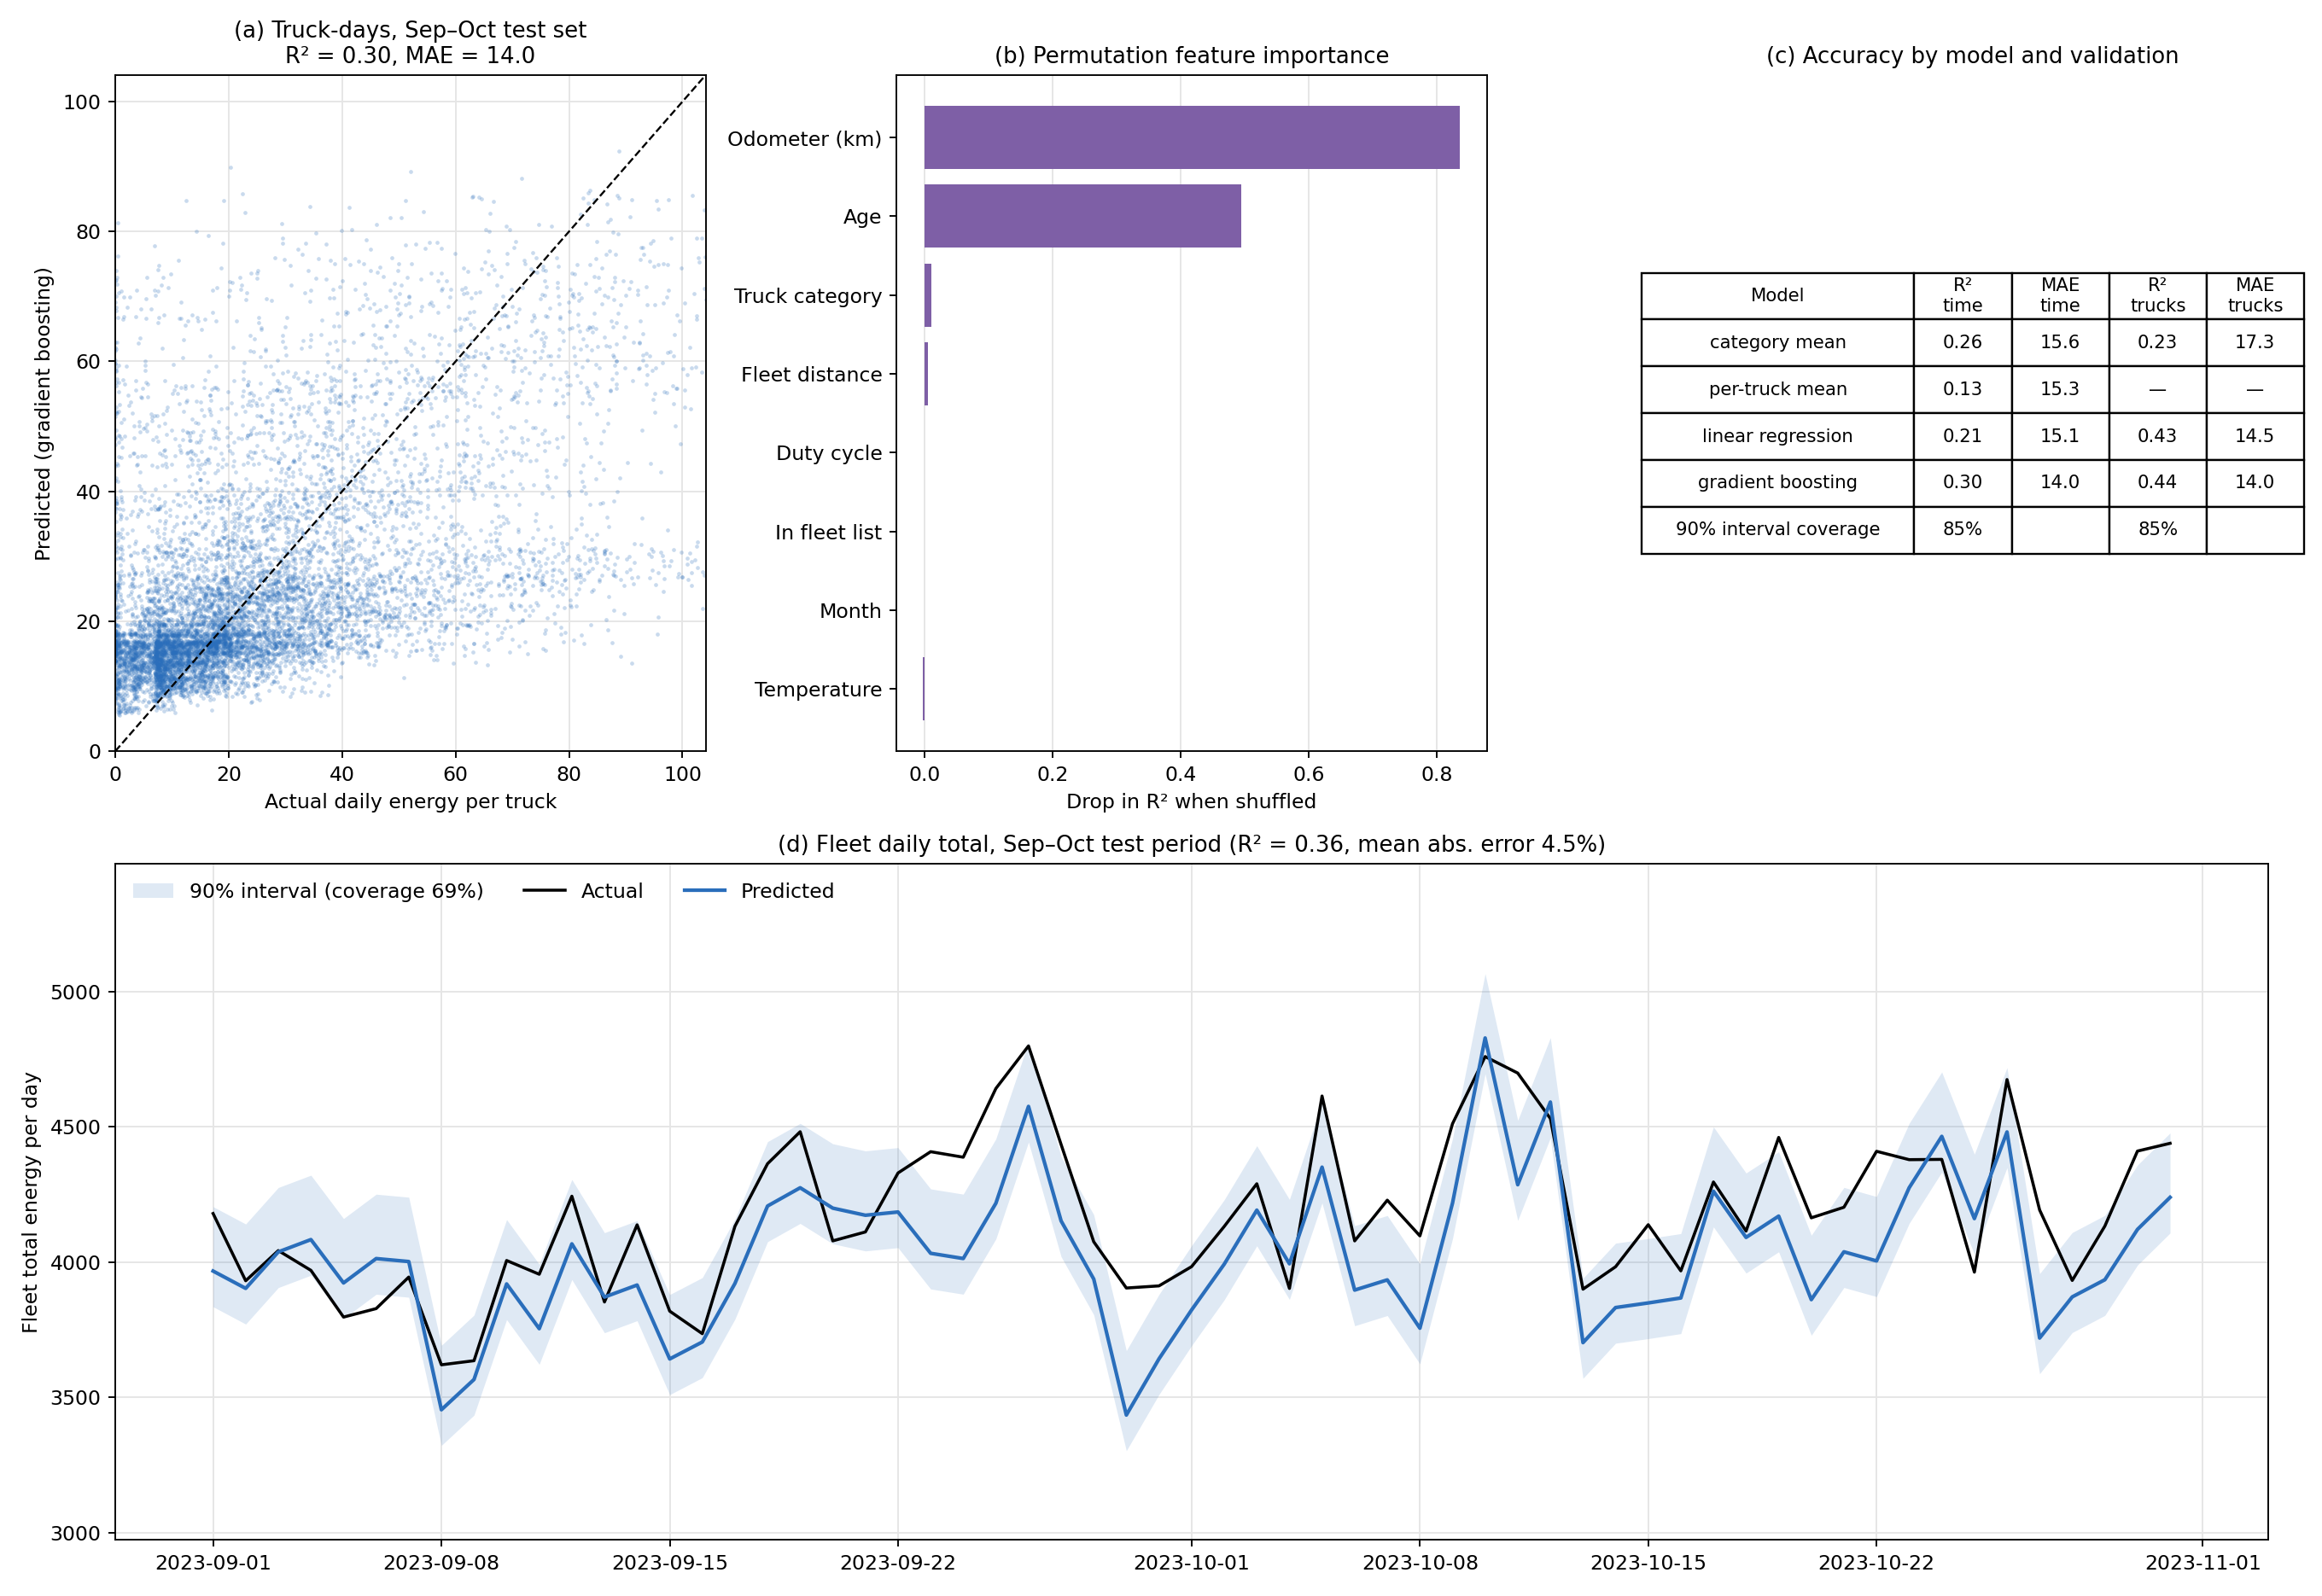 (a) Truck-days, Sep–Oct test set
R² = 0.30, MAE = 14.0
100
80
60
40
20
0
Predicted (gradient boosting)
0 20 40 60 80 100
Actual daily energy per truck
(b) Permutation feature importance
Odometer (km)
Age
Truck category
Fleet distance
Duty cycle
In fleet list
Month
Temperature
0.0 0.2 0.4 0.6 0.8
Drop in R² when shuffled
(c) Accuracy by model and validation
Model R² time MAE time R² trucks MAE trucks
category mean 0.26 15.6 0.23 17.3
per-truck mean 0.13 15.3 — —
linear regression 0.21 15.1 0.43 14.5
gradient boosting 0.30 14.0 0.44 14.0
90% interval coverage 85% 85%
(d) Fleet daily total, Sep–Oct test period (R² = 0.36, mean abs. error 4.5%)
90% interval (coverage 69%) Actual Predicted
5000
4500
4000
3500
3000
Fleet total energy per day
2023-09-01 2023-09-08 2023-09-15 2023-09-22 2023-10-01 2023-10-08 2023-10-15 2023-10-22 2023-11-01